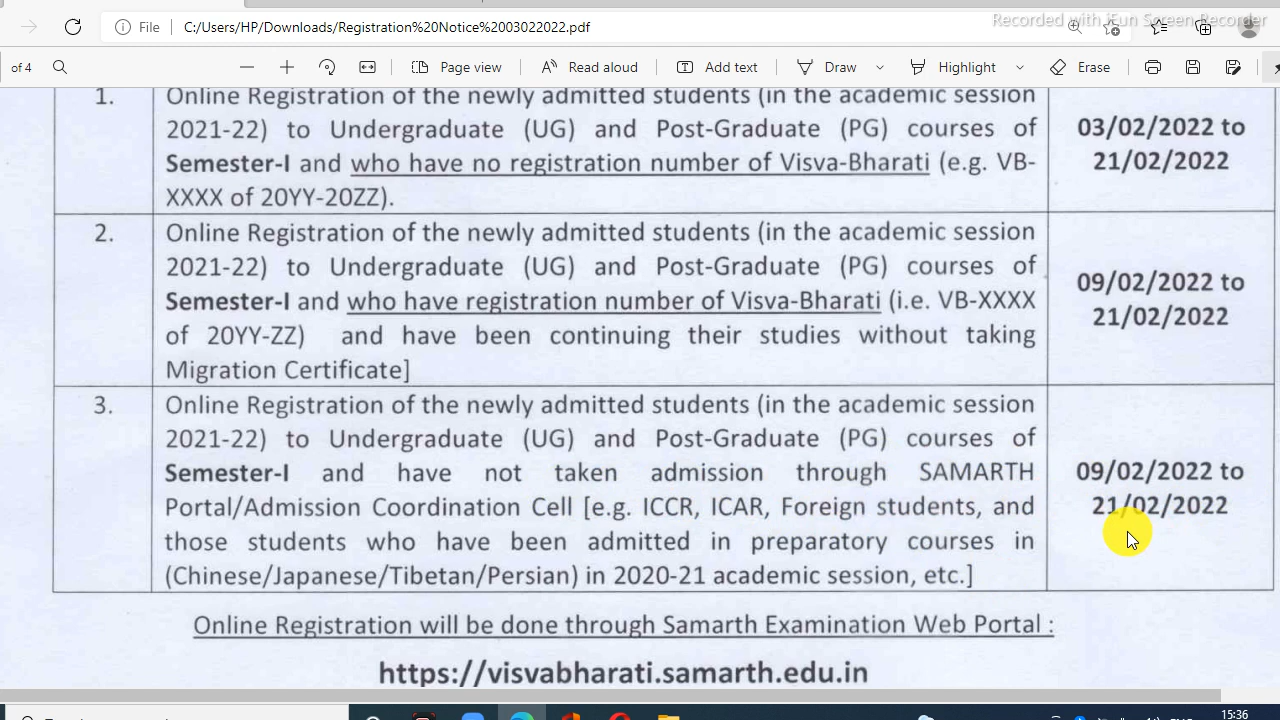 File C:/Users/HP/Downloads/Registration%20Notice%2003022022.pdf
Recorded with iFun Screen Recorder
of 4 Page view Read aloud Add text Draw Highlight Erase
1. Online Registration of the newly admitted students (in the academic session
2021-22) to Undergraduate (UG) and Post-Graduate (PG) courses of
Semester-I and who have no registration number of Visva-Bharati (e.g. VB-
XXXX of 20YY-20ZZ).
03/02/2022 to
21/02/2022
2. Online Registration of the newly admitted students (in the academic session
2021-22) to Undergraduate (UG) and Post-Graduate (PG) courses of
Semester-I and who have registration number of Visva-Bharati (i.e. VB-XXXX
of 20YY-ZZ) and have been continuing their studies without taking
Migration Certificate]
09/02/2022 to
21/02/2022
3. Online Registration of the newly admitted students (in the academic session
2021-22) to Undergraduate (UG) and Post-Graduate (PG) courses of
Semester-I and have not taken admission through SAMARTH
Portal/Admission Coordination Cell [e.g. ICCR, ICAR, Foreign students, and
those students who have been admitted in preparatory courses in
(Chinese/Japanese/Tibetan/Persian) in 2020-21 academic session, etc.]
09/02/2022 to
21/02/2022
Online Registration will be done through Samarth Examination Web Portal :
https://visvabharati.samarth.edu.in
15:36